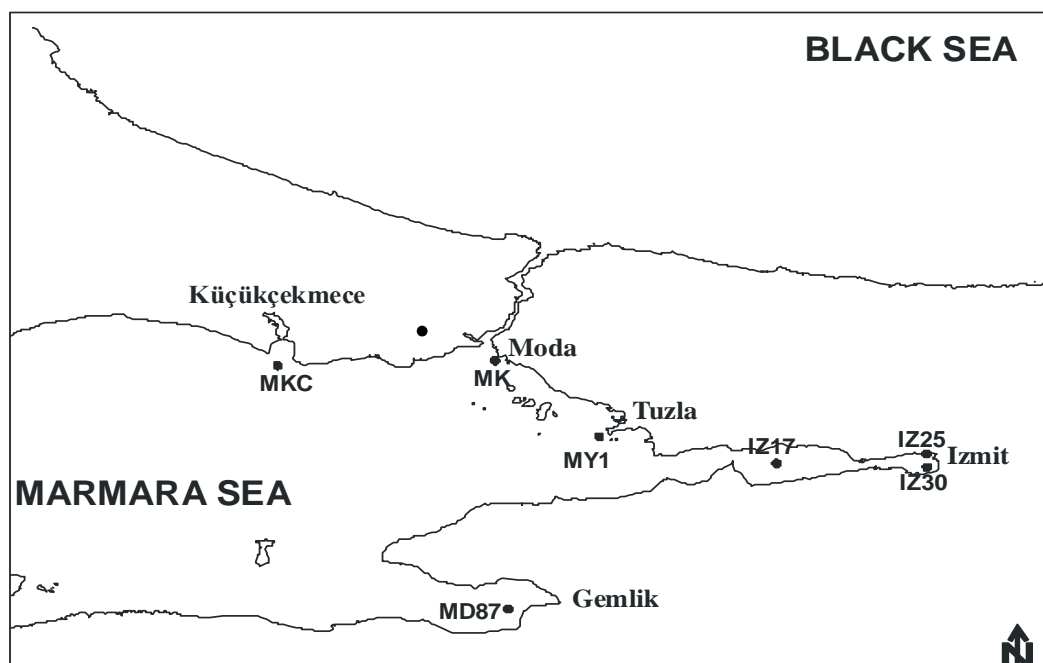 BLACK SEA
Küçükçekmece
Moda
MKC
MK
Tuzla
MY1
IZ17
IZ25
Izmit
IZ30
MARMARA SEA
MD87
Gemlik
N